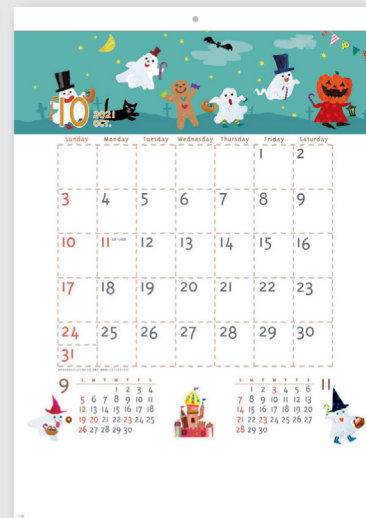 10
2021
OCT.
Sunday Monday Tuesday Wednesday Thursday Friday Saturday
1 2
3 4 5 6 7 8 9
10 11 12 13 14 15 16
17 18 19 20 21 22 23
24 25 26 27 28 29 30
31
9
S M T W T F S
1 2 3 4
5 6 7 8 9 10 11
12 13 14 15 16 17 18
19 20 21 22 23 24 25
26 27 28 29 30
11
S M T W T F S
1 2 3 4 5 6
7 8 9 10 11 12 13
14 15 16 17 18 19 20
21 22 23 24 25 26 27
28 29 30